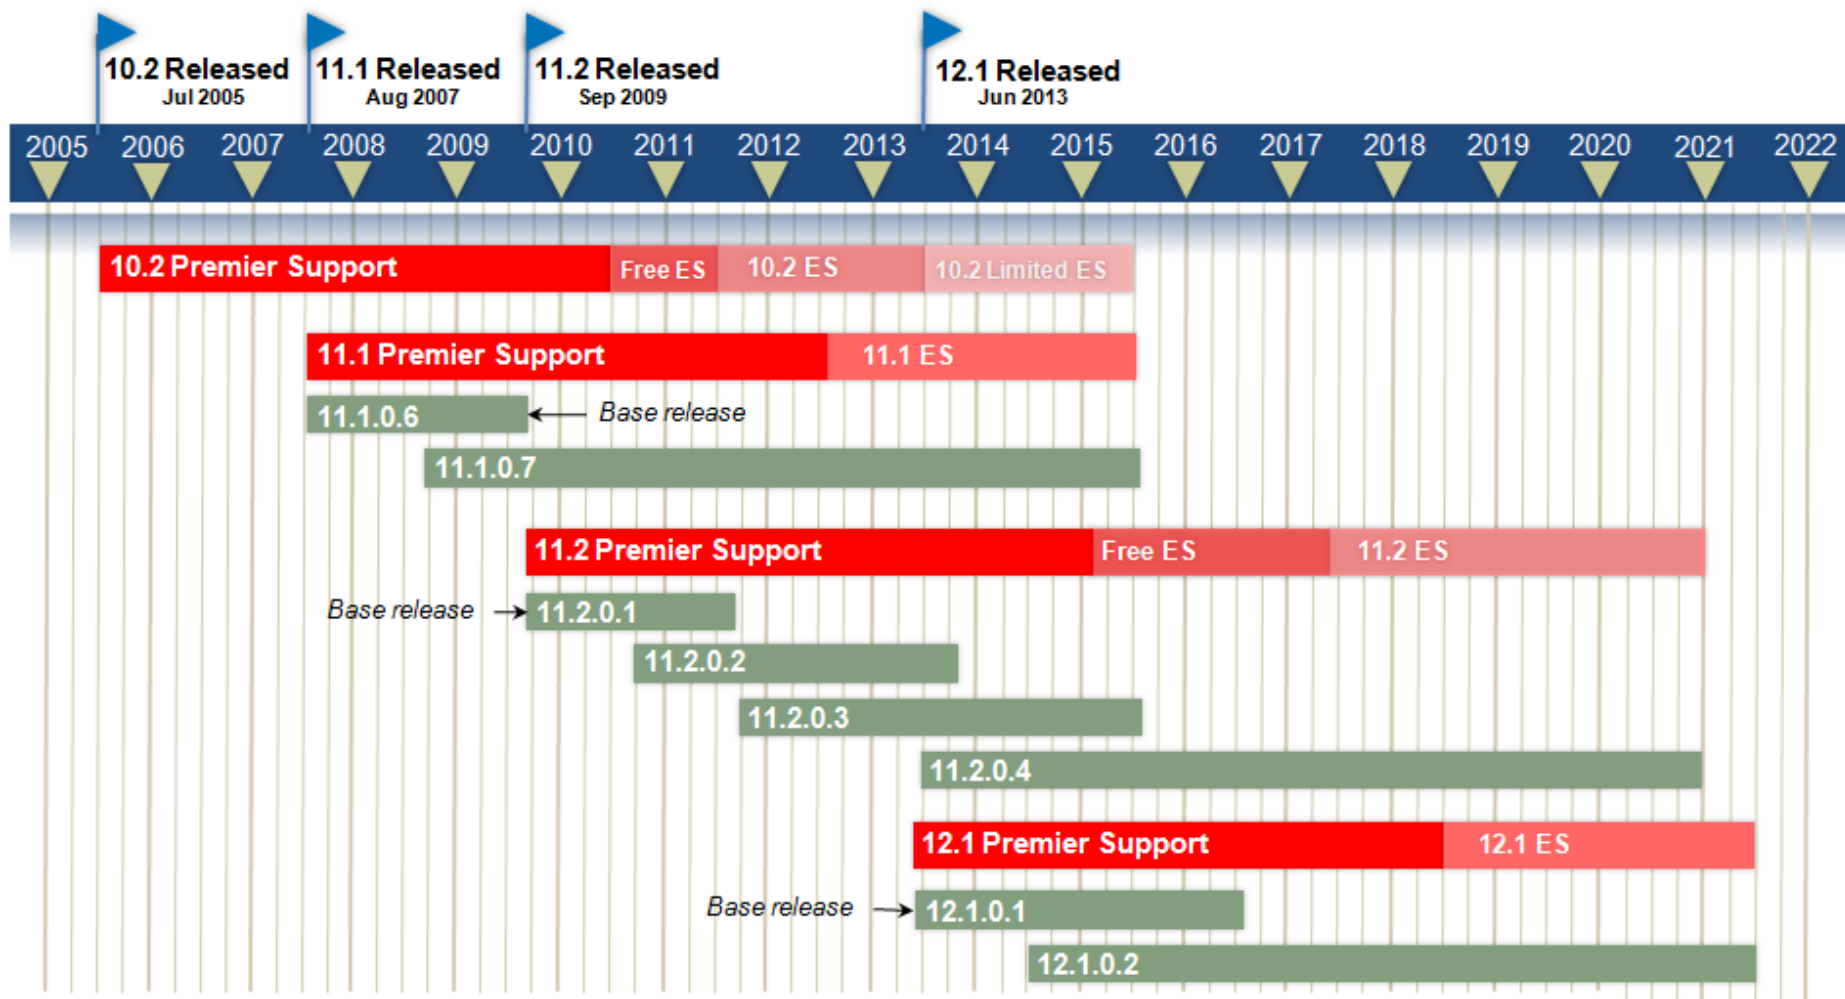 10.2 Released
Jul 2005
11.1 Released
Aug 2007
11.2 Released
Sep 2009
12.1 Released
Jun 2013
2005 2006 2007 2008 2009 2010 2011 2012 2013 2014 2015 2016 2017 2018 2019 2020 2021 2022
10.2 Premier Support Free ES 10.2 ES 10.2 Limited ES
11.1 Premier Support 11.1 ES
11.1.0.6 Base release
11.1.0.7
11.2 Premier Support Free ES 11.2 ES
Base release 11.2.0.1
11.2.0.2
11.2.0.3
11.2.0.4
12.1 Premier Support 12.1 ES
Base release 12.1.0.1
12.1.0.2